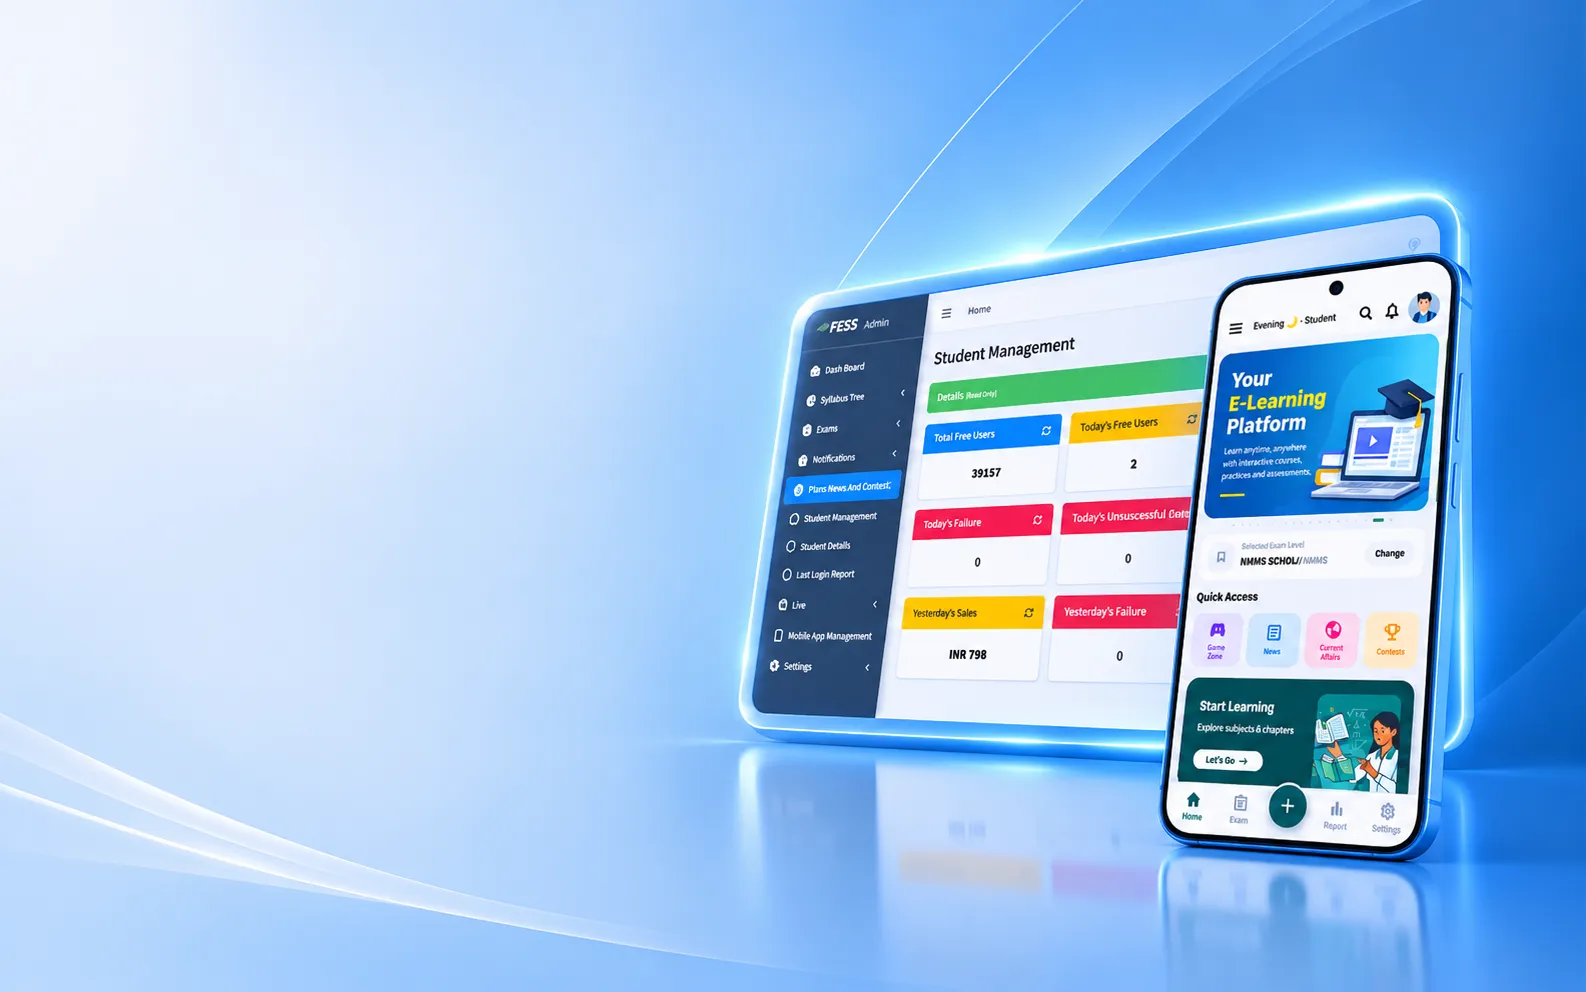 FESS Admin
Dash Board
Syllabus Tree
Exams
Notifications
Plans News And Contest
Student Management
Student Details
Last Login Report
Live
Mobile App Management
Settings
Home
Student Management
Details (Read Only)
Total Free Users
39157
Today's Free Users
2
Today's Failure
0
Today's Unsuscessful
0
Yesterday's Sales
INR 798
Yesterday's Failure
0
Evening 🌙 · Student
Your
E-Learning
Platform
Learn anytime, anywhere
with interactive courses,
practices and assessments.
Selected Exam Level
NMMS SCHOL// NMMS
Change
Quick Access
Game
Zone
News
Current
Affairs
Contests
Start Learning
Explore subjects & chapters
Let's Go →
Home
Exam
Report
Settings